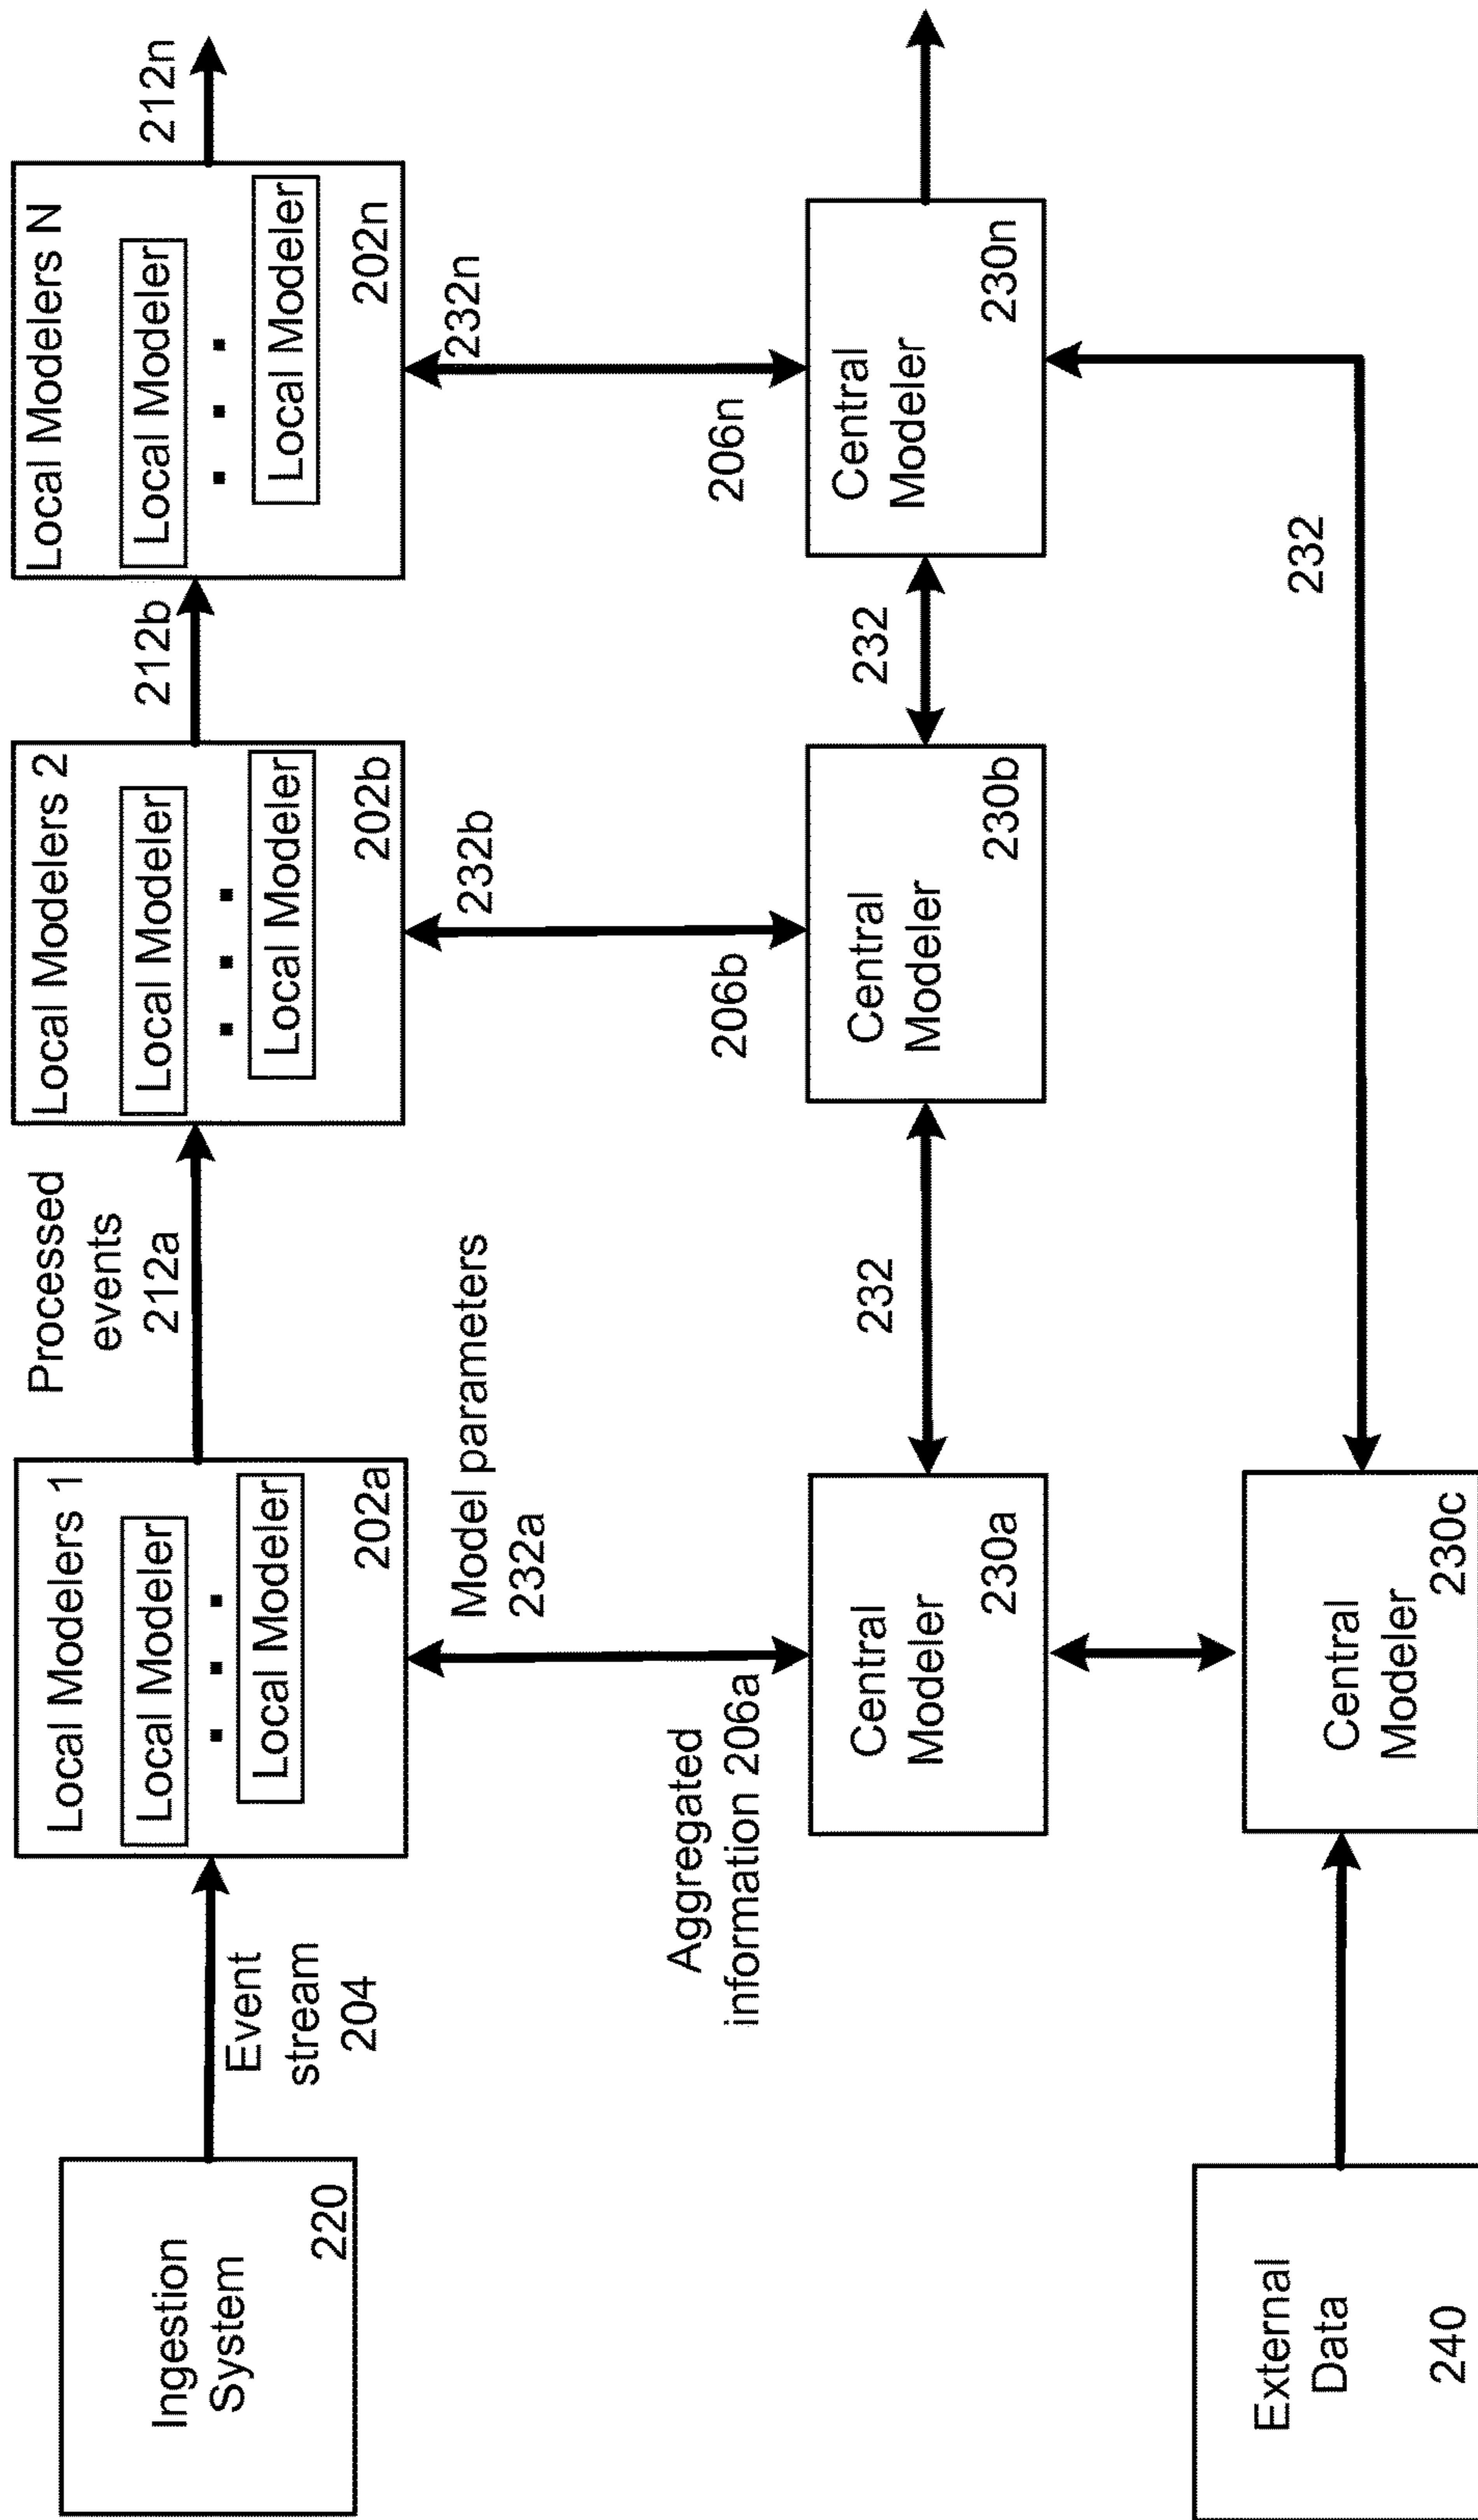 Ingestion
System
220
Event
stream
204
Local Modelers 1
Local Modeler
Local Modeler
202a
Processed
events
212a
Local Modelers 2
Local Modeler
Local Modeler
202b
212b
Local Modelers N
Local Modeler
Local Modeler
202n
212n
Aggregated
information 206a
Model parameters
232a
206b
232b
206n
232n
Central
Modeler
230a
232
Central
Modeler
230b
232
Central
Modeler
230n
External
Data
240
Central
Modeler
230c
232